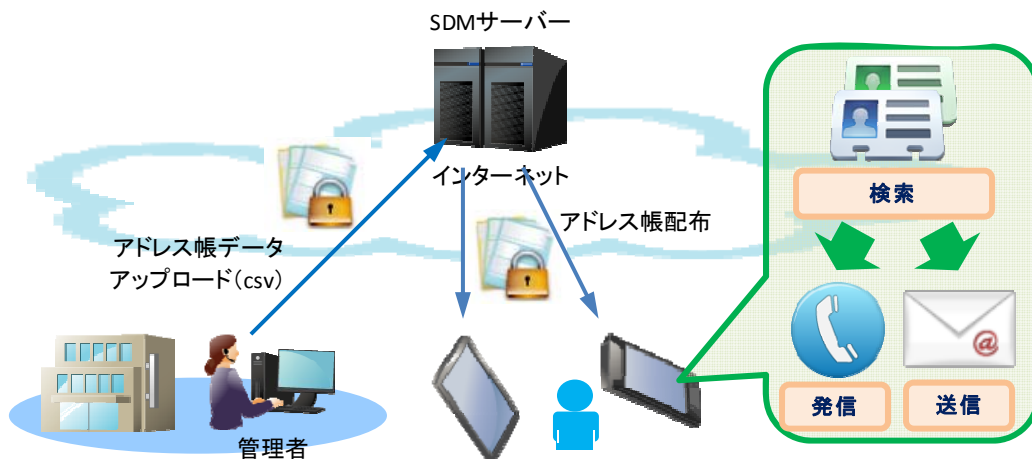 SDMサーバー
インターネット
アドレス帳配布
アドレス帳データ
アップロード(csv)
管理者
検索
発信
送信
@